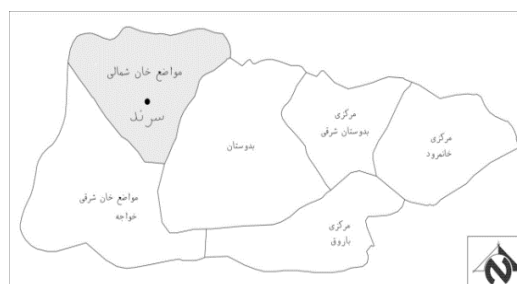 مواضع خان شمالی
سرند
مرکزی
بدوستان شرقی
مرکزی
خانمرود
بدوستان
مواضع خان شرقی
خواجه
مرکزی
باروق